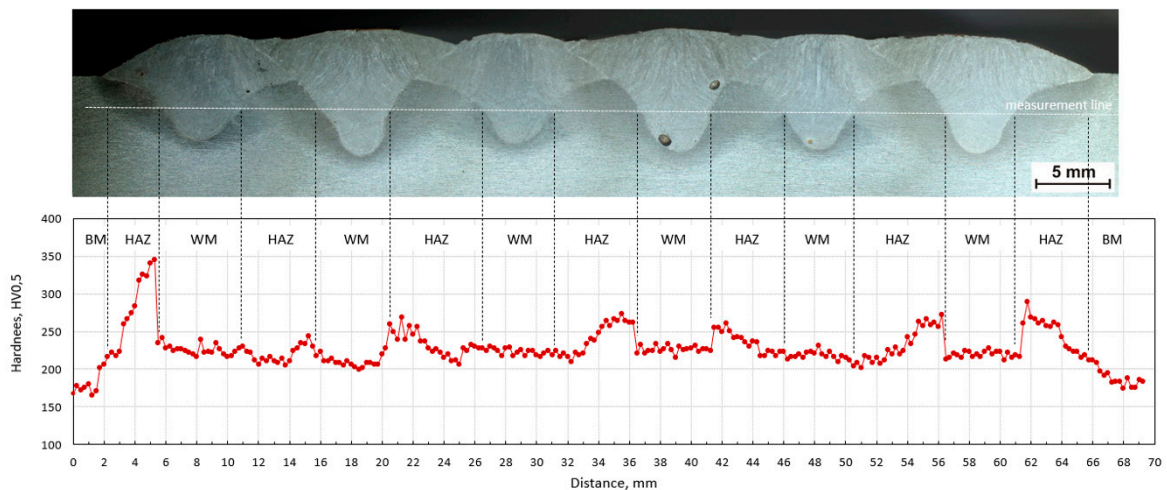 measurement line
5 mm
400
350
300
250
200
150
100
Hardnees, HV0,5
BM HAZ WM HAZ WM HAZ WM HAZ WM HAZ WM HAZ WM HAZ BM
0 2 4 6 8 10 12 14 16 18 20 22 24 26 28 30 32 34 36 38 40 42 44 46 48 50 52 54 56 58 60 62 64 66 68 70
Distance, mm